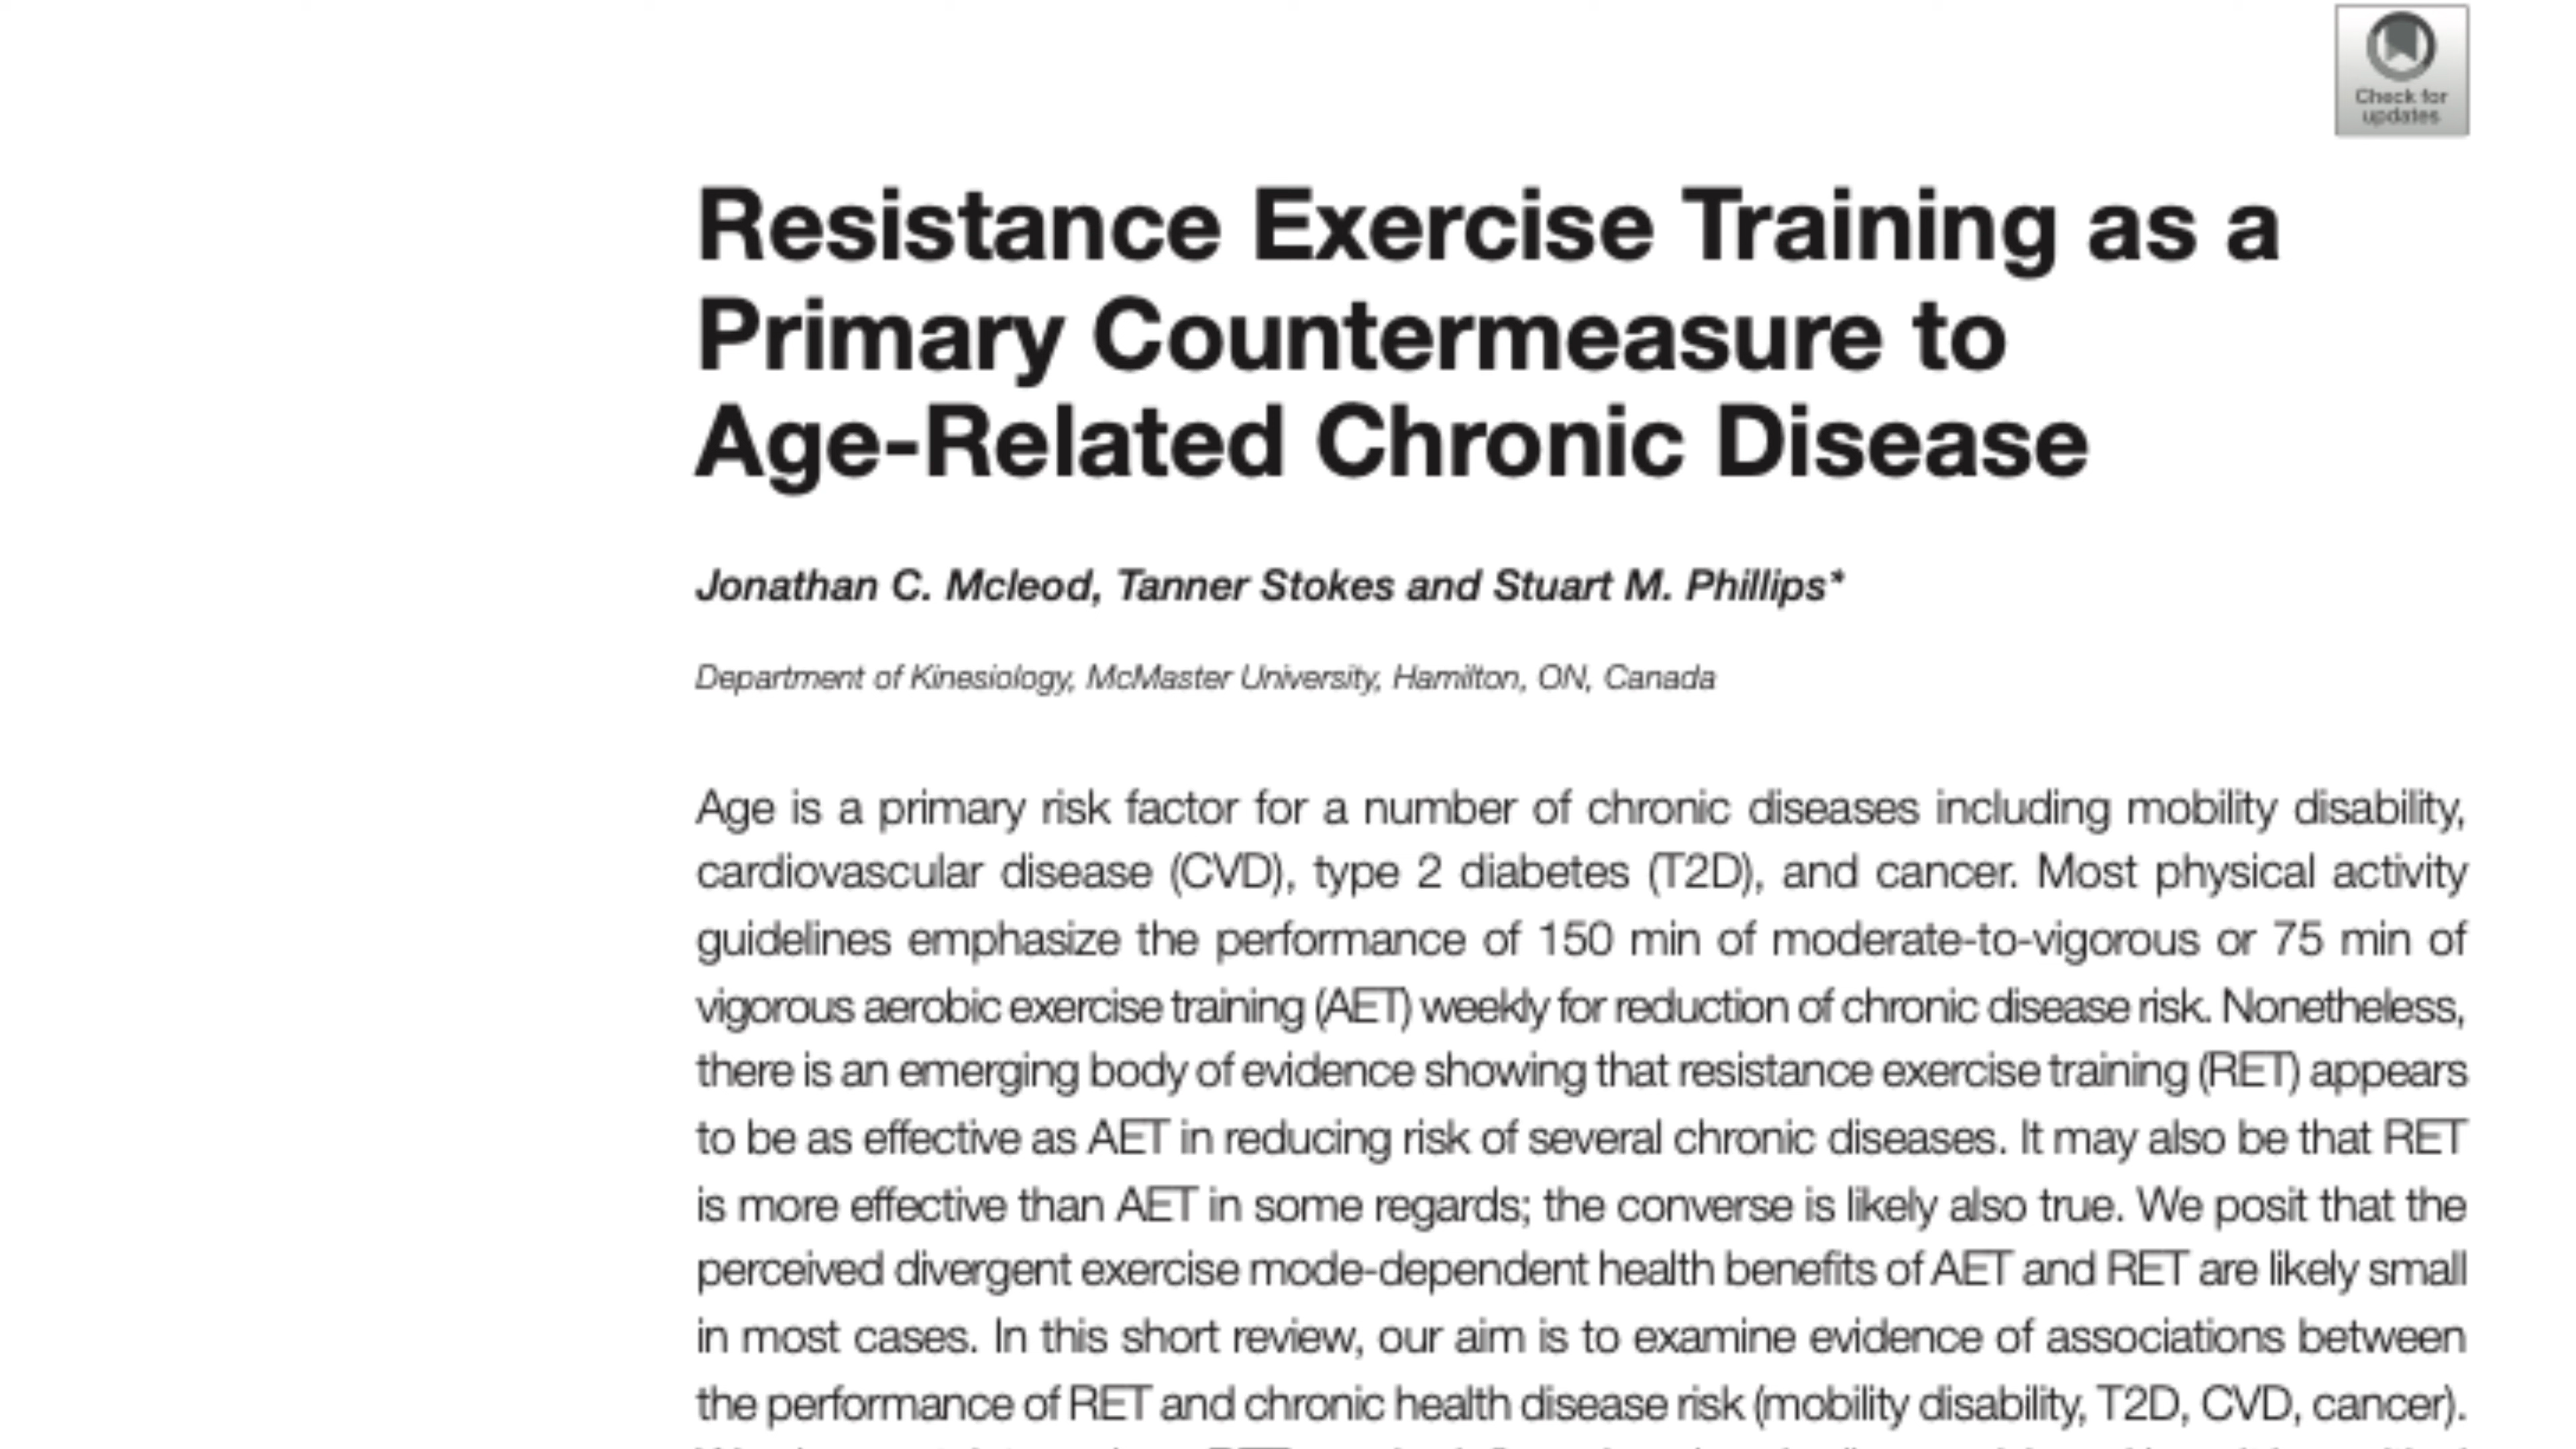 Check for
updates
Resistance Exercise Training as a
Primary Countermeasure to
Age-Related Chronic Disease
Jonathan C. Mcleod, Tanner Stokes and Stuart M. Phillips*
Department of Kinesiology, McMaster University, Hamilton, ON, Canada
Age is a primary risk factor for a number of chronic diseases including mobility disability,
cardiovascular disease (CVD), type 2 diabetes (T2D), and cancer. Most physical activity
guidelines emphasize the performance of 150 min of moderate-to-vigorous or 75 min of
vigorous aerobic exercise training (AET) weekly for reduction of chronic disease risk. Nonetheless,
there is an emerging body of evidence showing that resistance exercise training (RET) appears
to be as effective as AET in reducing risk of several chronic diseases. It may also be that RET
is more effective than AET in some regards; the converse is likely also true. We posit that the
perceived divergent exercise mode-dependent health benefits of AET and RET are likely small
in most cases. In this short review, our aim is to examine evidence of associations between
the performance of RET and chronic health disease risk (mobility disability, T2D, CVD, cancer).